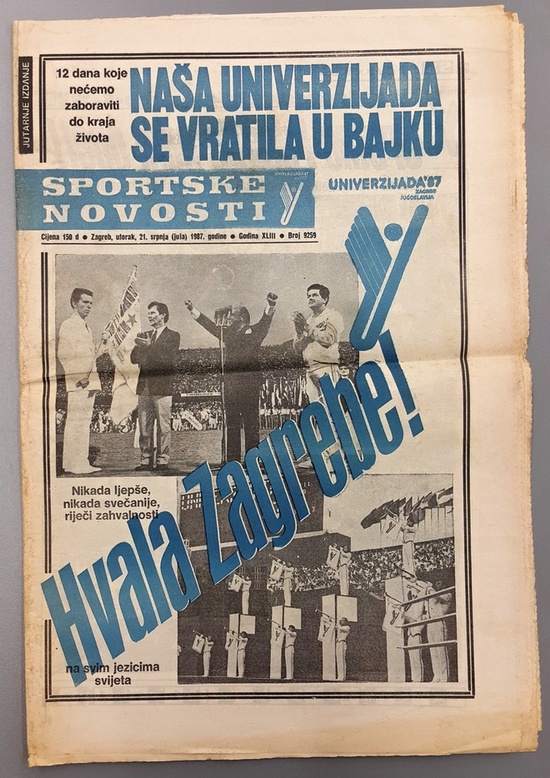 JUTARNJE IZDANJE
12 dana koje
nećemo
zaboraviti
do kraja
života
NAŠA UNIVERZIJADA
SE VRATILA U BAJKU
SPORTSKE
NOVOSTI
UNIVERZIJADA'87
ZAGREB
JUGOSLAVIJA
Cijena 150 d ● Zagreb, utorak, 21. srpnja (jula) 1987. godine ● Godina XLIII ● Broj 9259
Hvala Zagrebe!
Nikada ljepše,
nikada svečanije,
riječi zahvalnosti
na svim jezicima
svijeta